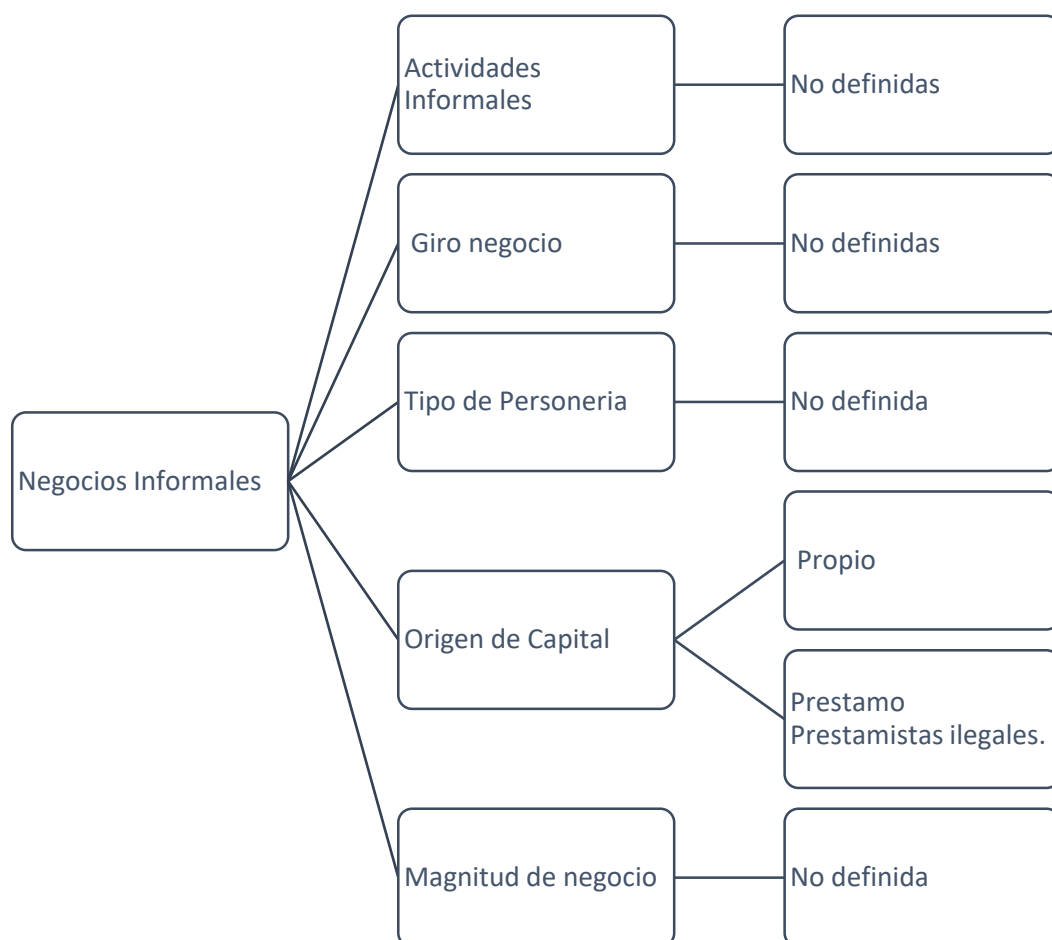 Negocios Informales
Actividades
Informales
No definidas
Giro negocio
No definidas
Tipo de Personeria
No definida
Origen de Capital
Propio
Prestamo
Prestamistas ilegales.
Magnitud de negocio
No definida